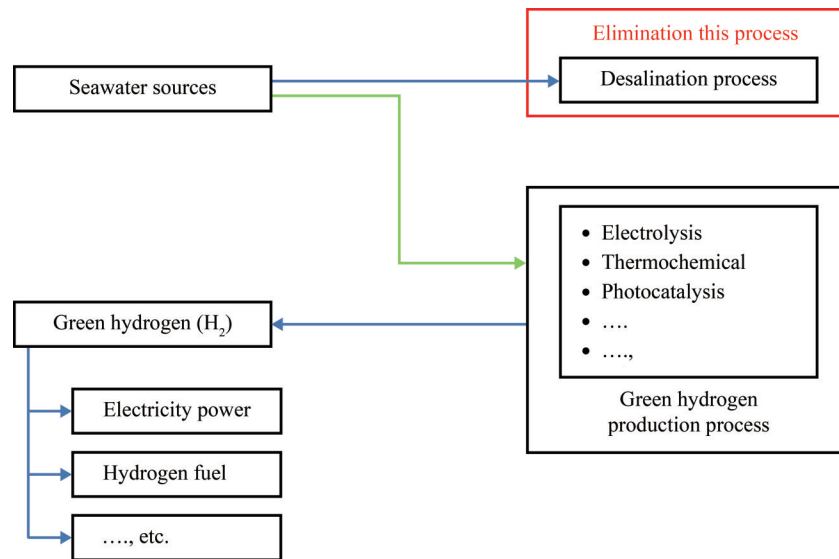 Elimination this process
Seawater sources
Desalination process
• Electrolysis
• Thermochemical
• Photocatalysis
• ….
• ….,
Green hydrogen
production process
Green hydrogen (H₂)
Electricity power
Hydrogen fuel
…., etc.